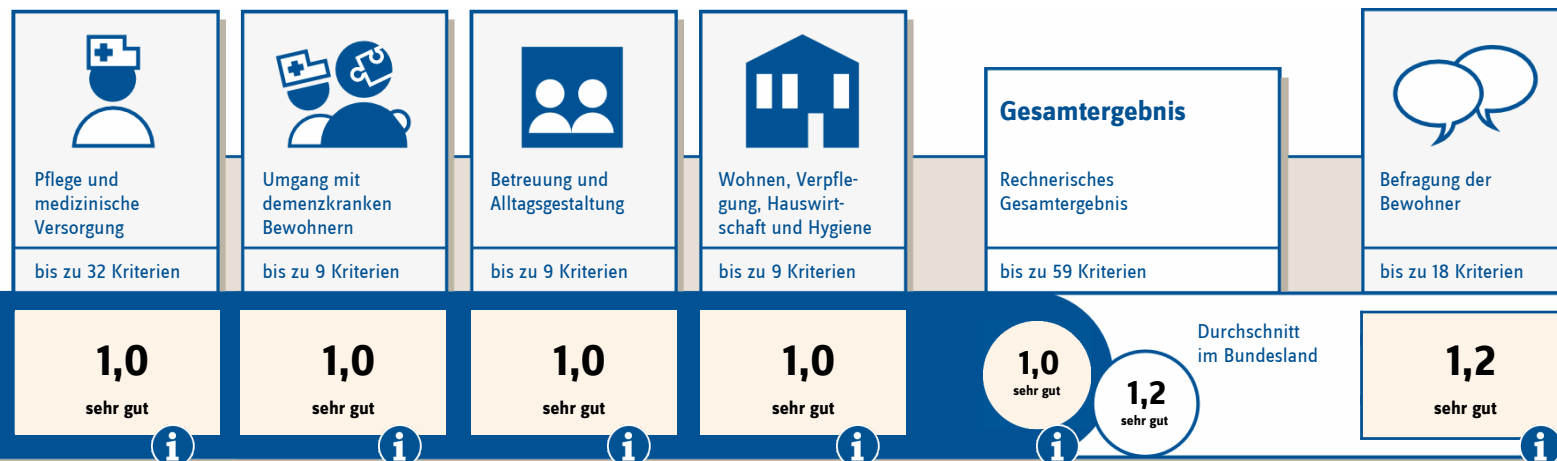 Pflege und
medizinische
Versorgung
bis zu 32 Kriterien
1,0
sehr gut
i
Umgang mit
demenzkranken
Bewohnern
bis zu 9 Kriterien
1,0
sehr gut
i
Betreuung und
Alltagsgestaltung
bis zu 9 Kriterien
1,0
sehr gut
i
Wohnen, Verpfle-
gung, Hauswirt-
schaft und Hygiene
bis zu 9 Kriterien
1,0
sehr gut
i
Gesamtergebnis
Rechnerisches
Gesamtergebnis
bis zu 59 Kriterien
1,0
sehr gut
i
Durchschnitt
im Bundesland
1,2
sehr gut
Befragung der
Bewohner
bis zu 18 Kriterien
1,2
sehr gut
i